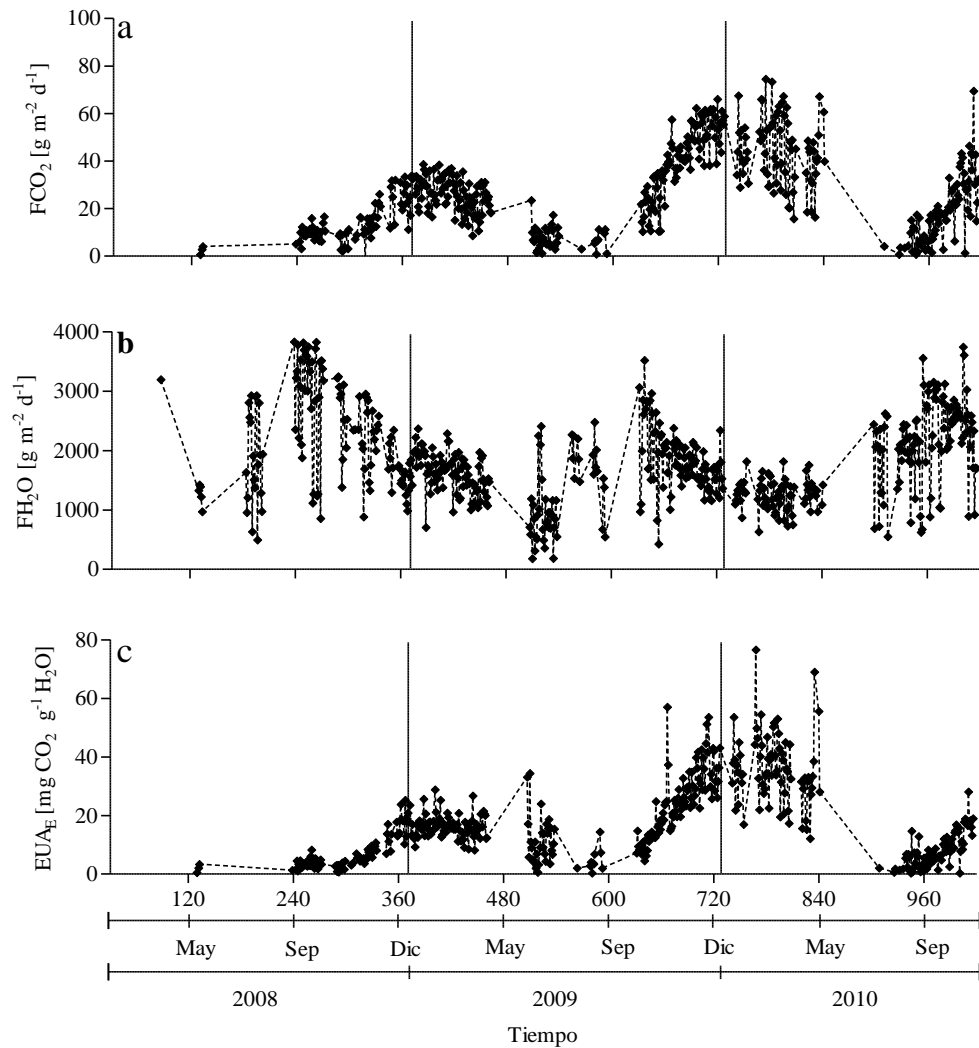 a
100
80
60
40
20
0
FCO₂ [g m⁻² d⁻¹]
b
4000
3000
2000
1000
0
FH₂O [g m⁻² d⁻¹]
c
80
60
40
20
0
EUA_E [mg CO₂ g⁻¹ H₂O]
120 240 360 480 600 720 840 960
May Sep Dic May Sep Dic May Sep
2008 2009 2010
Tiempo